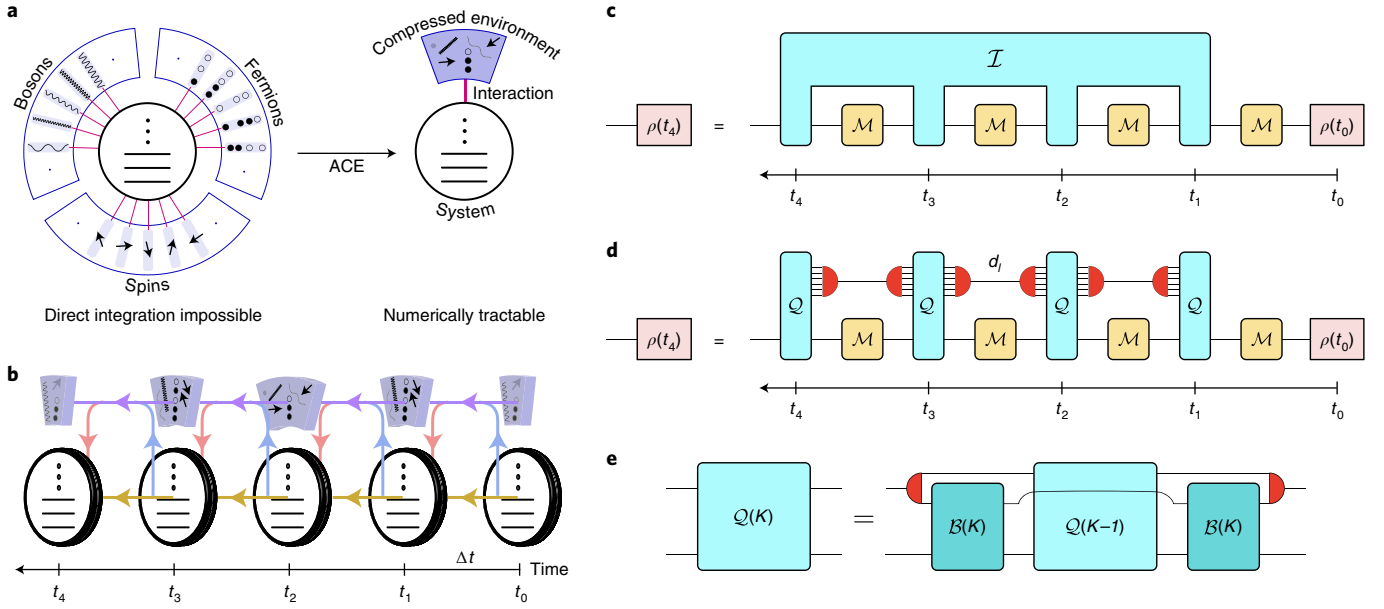 a
Bosons
Fermions
Spins
Direct integration impossible
ACE
Compressed environment
Interaction
System
Numerically tractable
b
Δt
Time
t₄ t₃ t₂ t₁ t₀
c
ℐ
ρ(t₄) = ℳ ℳ ℳ ℳ ρ(t₀)
t₄ t₃ t₂ t₁ t₀
d
dₗ
𝒬 𝒬 𝒬 𝒬
ρ(t₄) = ℳ ℳ ℳ ℳ ρ(t₀)
t₄ t₃ t₂ t₁ t₀
e
𝒬(K) = ℬ(K) 𝒬(K−1) ℬ(K)